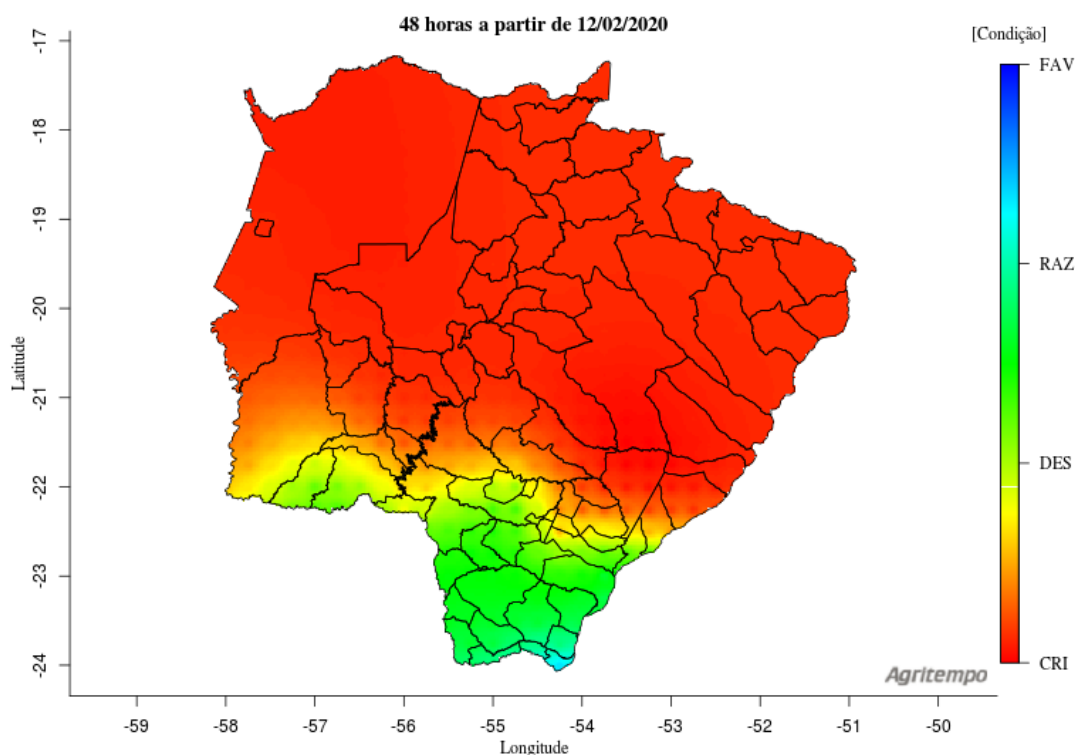 48 horas a partir de 12/02/2020
[Condição]
FAV
RAZ
DES
CRI
Latitude
-17
-18
-19
-20
-21
-22
-23
-24
Agritempo
-59
-58
-57
-56
-55
-54
-53
-52
-51
-50
Longitude